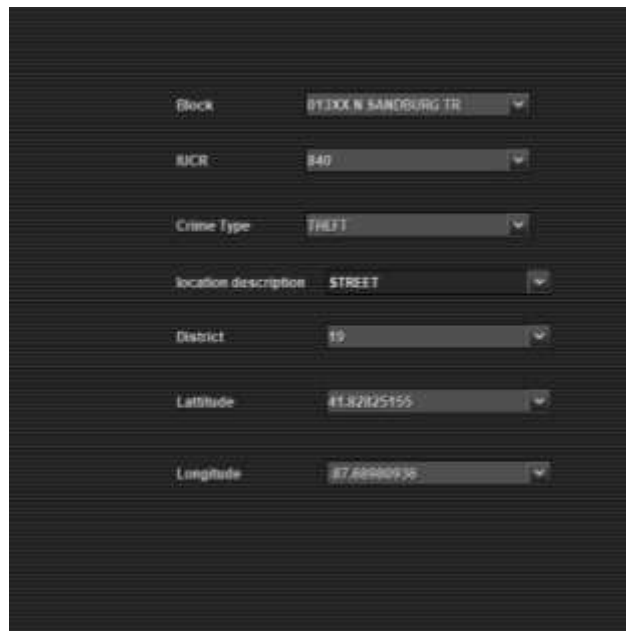 Block 013XX N SANDBURG TR
IUCR 840
Crime Type THEFT
location description STREET
District 19
Lattitude 41.82825155
Longitude -87.68980936